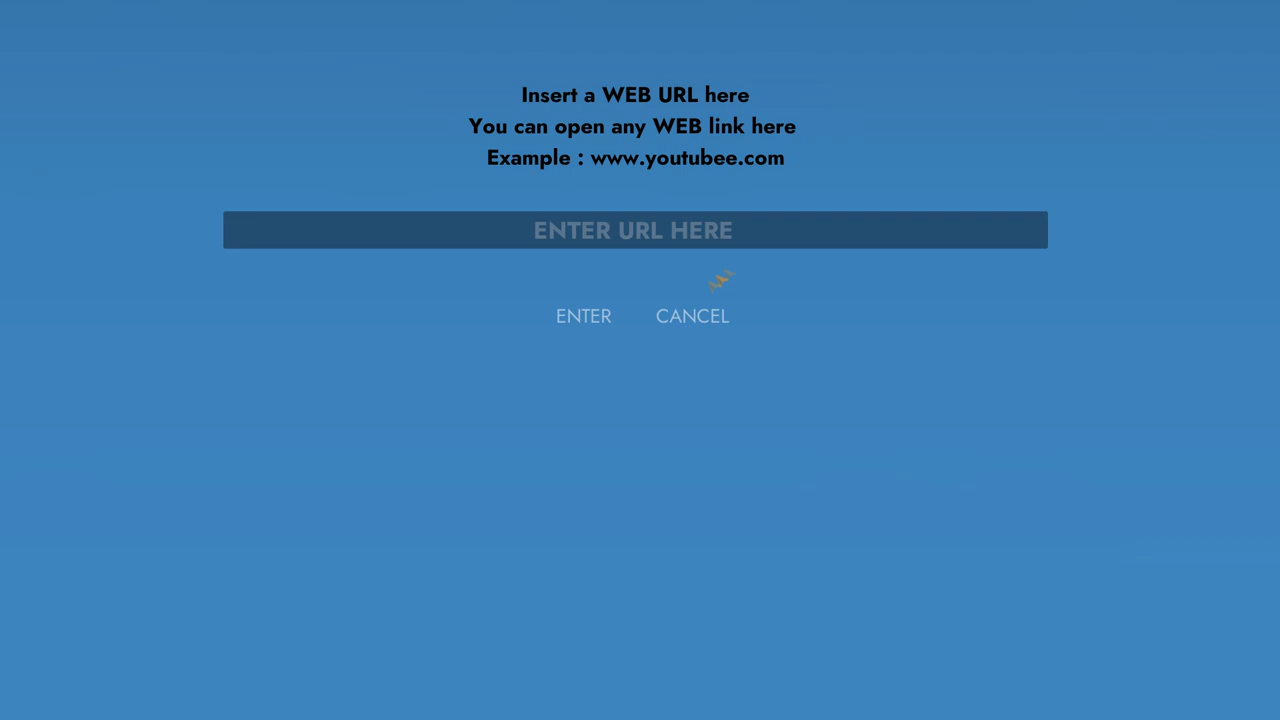 Insert a WEB URL here
You can open any WEB link here
Example : www.youtubee.com
ENTER URL HERE
ENTER CANCEL